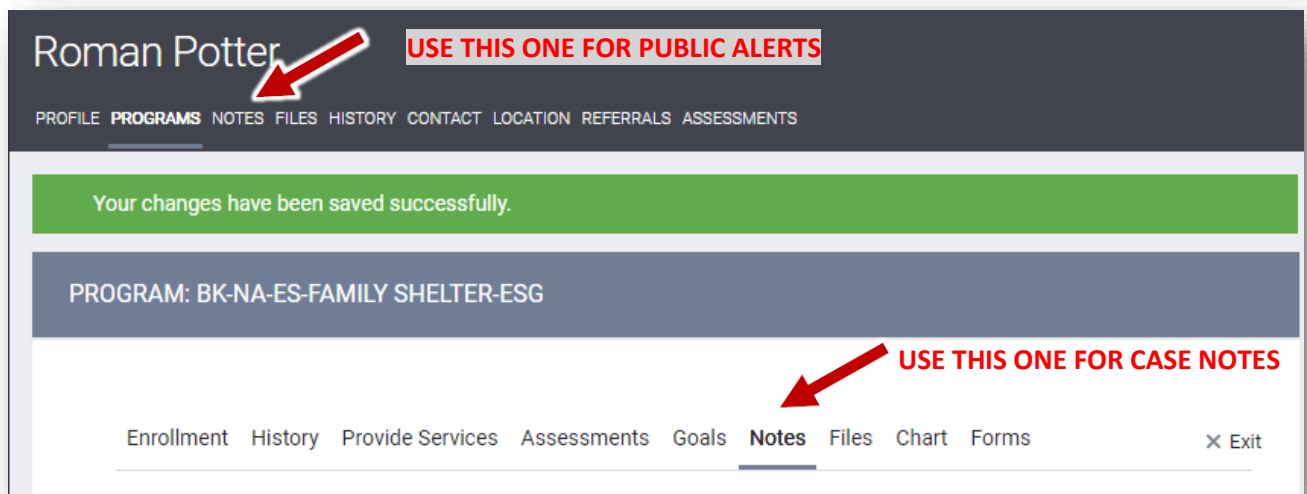 Roman Potter
USE THIS ONE FOR PUBLIC ALERTS
PROFILE PROGRAMS NOTES FILES HISTORY CONTACT LOCATION REFERRALS ASSESSMENTS
Your changes have been saved successfully.
PROGRAM: BK-NA-ES-FAMILY SHELTER-ESG
USE THIS ONE FOR CASE NOTES
Enrollment History Provide Services Assessments Goals Notes Files Chart Forms × Exit